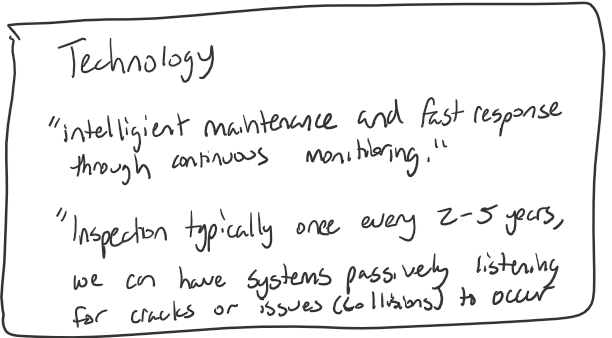 Technology
"intelligient maintenance and fast response
through continuous monitoring."
"Inspection typically once every 2-5 years,
we can have systems passively listening
for cracks or issues (collisions) to occur